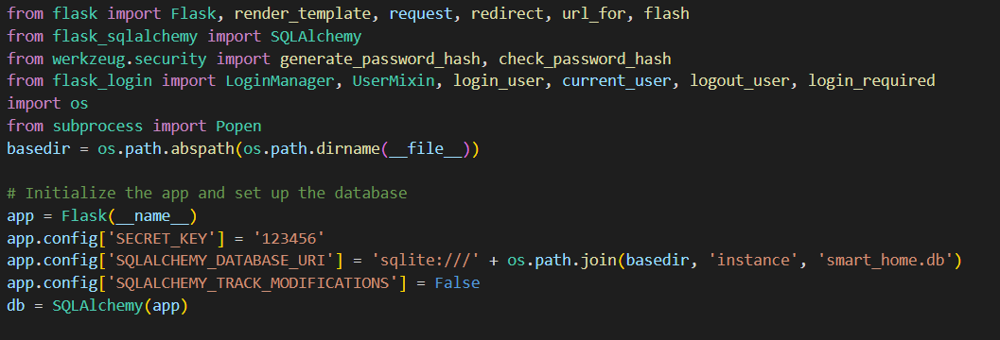 from flask import Flask, render_template, request, redirect, url_for, flash
from flask_sqlalchemy import SQLAlchemy
from werkzeug.security import generate_password_hash, check_password_hash
from flask_login import LoginManager, UserMixin, login_user, current_user, logout_user, login_required
import os
from subprocess import Popen
basedir = os.path.abspath(os.path.dirname(__file__))
# Initialize the app and set up the database
app = Flask(__name__)
app.config['SECRET_KEY'] = '123456'
app.config['SQLALCHEMY_DATABASE_URI'] = 'sqlite:///' + os.path.join(basedir, 'instance', 'smart_home.db')
app.config['SQLALCHEMY_TRACK_MODIFICATIONS'] = False
db = SQLAlchemy(app)